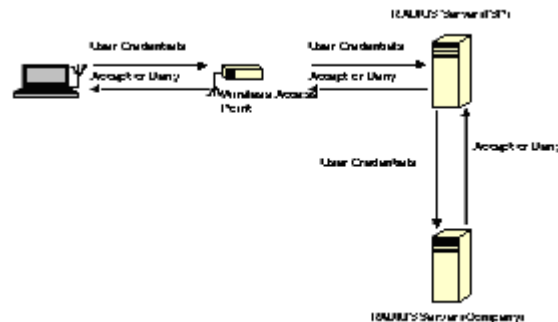 RADIUS Server (ISP)
User Credentials
User Credentials
Accept or Deny
Accept or Deny
Wireless Access
Point
User Credentials
Accept or Deny
RADIUS Server (Company)